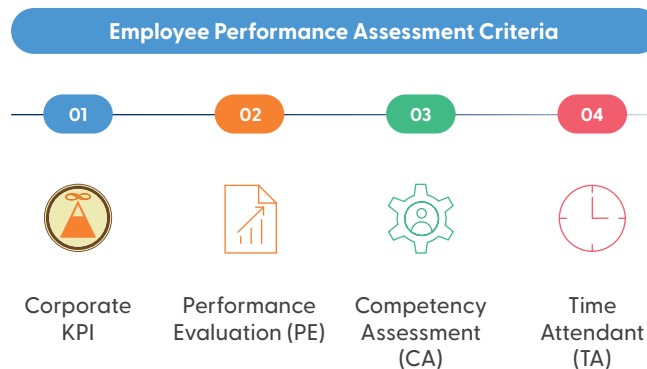 Employee Performance Assessment Criteria
01
02
03
04
Corporate
KPI
Performance
Evaluation (PE)
Competency
Assessment
(CA)
Time
Attendant
(TA)